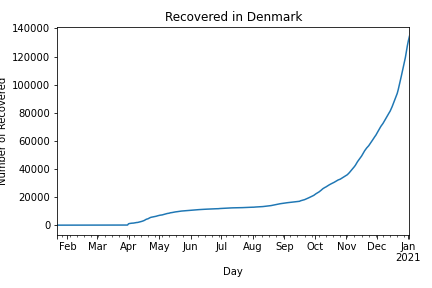 Recovered in Denmark
140000
120000
100000
80000
60000
40000
20000
0
Number of Recovered
Feb Mar Apr May Jun Jul Aug Sep Oct Nov Dec Jan
2021
Day